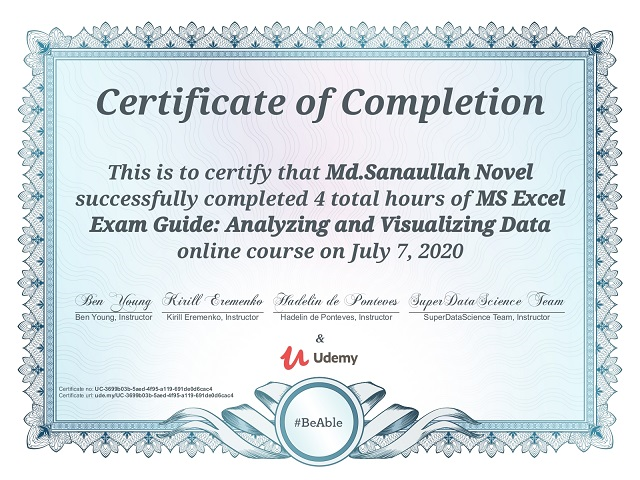 Certificate of Completion
This is to certify that Md.Sanaullah Novel
successfully completed 4 total hours of MS Excel
Exam Guide: Analyzing and Visualizing Data
online course on July 7, 2020
Ben Young Kirill Eremenko Hadelin de Ponteves SuperDataScience Team
Ben Young, Instructor Kirill Eremenko, Instructor Hadelin de Ponteves, Instructor SuperDataScience Team, Instructor
&
Udemy
Certificate no: UC-3699b03b-5aed-4f95-a119-691de0d6cac4
Certificate url: ude.my/UC-3699b03b-5aed-4f95-a119-691de0d6cac4
#BeAble